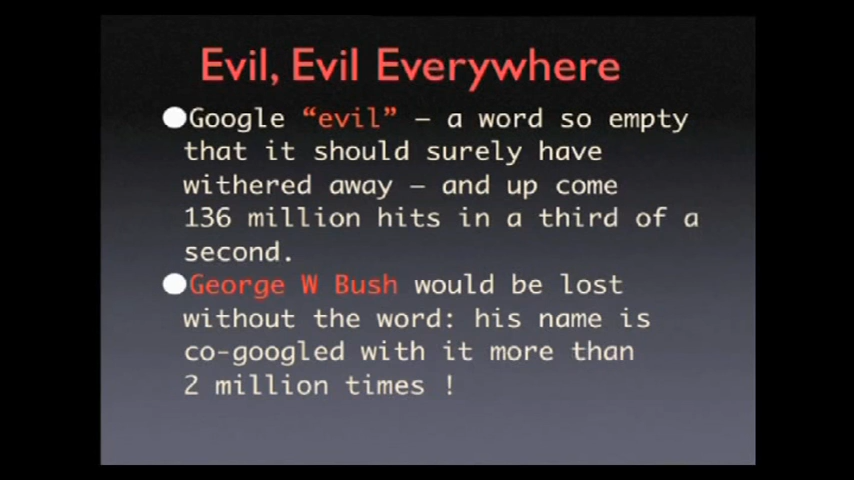 Evil, Evil Everywhere
●Google “evil” – a word so empty
that it should surely have
withered away – and up come
136 million hits in a third of a
second.
●George W Bush would be lost
without the word: his name is
co-googled with it more than
2 million times !